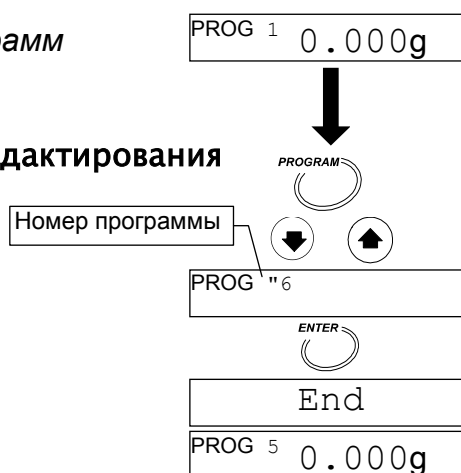 PROG 1 0.000g
рамм
дактирования
PROGRAM
Номер программы
PROG "6
ENTER
End
PROG 5 0.000g